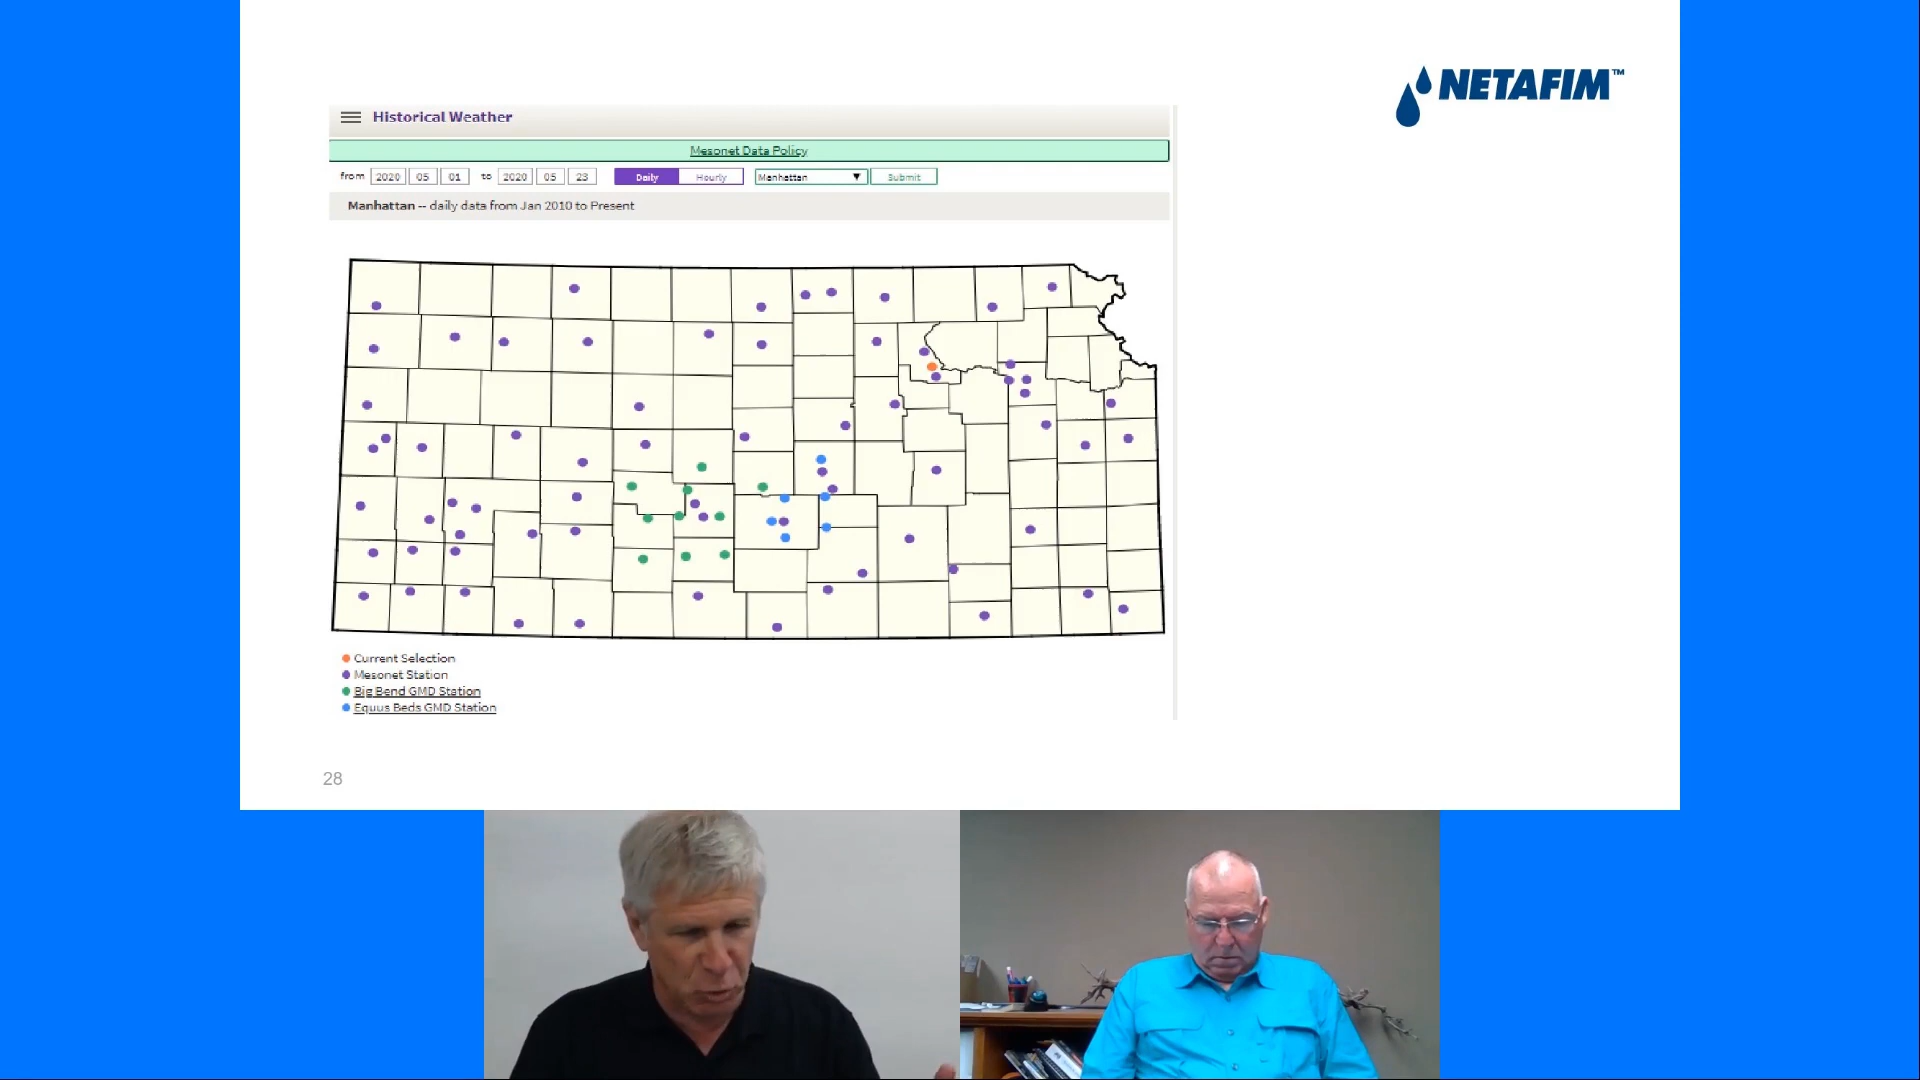 NETAFIM™
Historical Weather
Mesonet Data Policy
from 2020 05 01 to 2020 05 23 Daily Hourly Manhattan ▼ Submit
Manhattan -- daily data from Jan 2010 to Present
Current Selection
Mesonet Station
Big Bend GMD Station
Equus Beds GMD Station
28